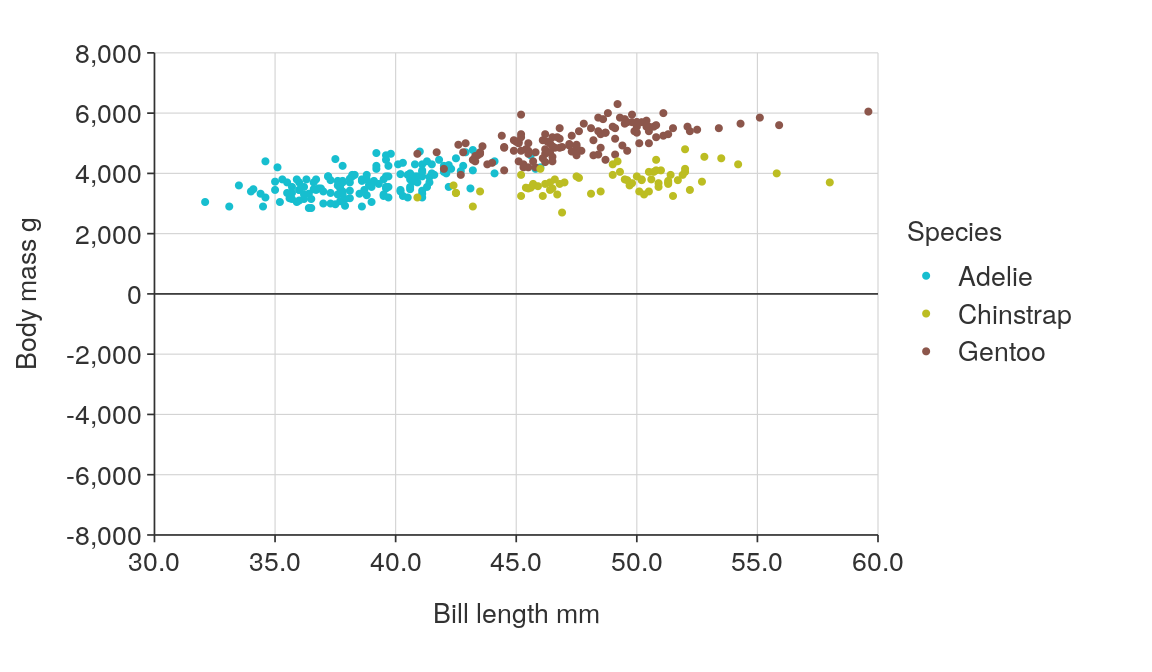 8,000
6,000
4,000
2,000
0
-2,000
-4,000
-6,000
-8,000
Body mass g
30.0 35.0 40.0 45.0 50.0 55.0 60.0
Bill length mm
Species
Adelie
Chinstrap
Gentoo